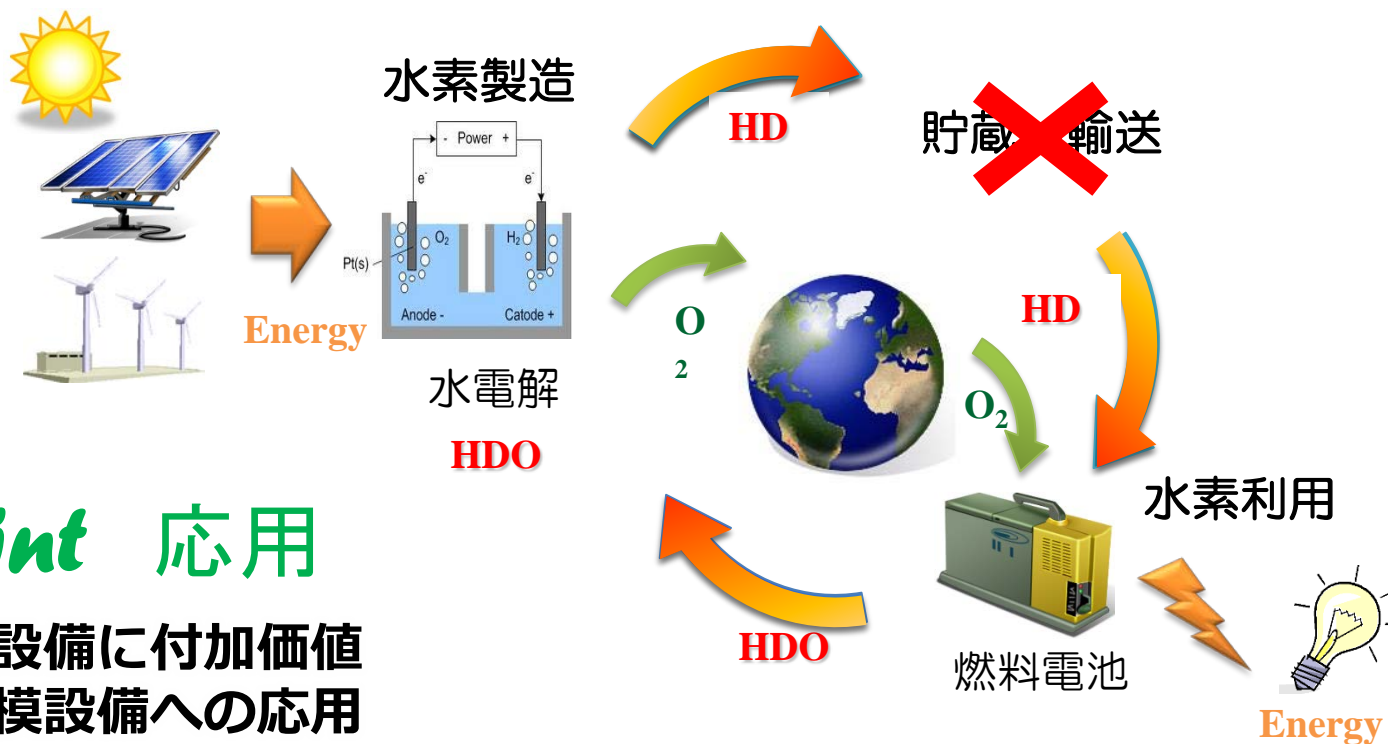 水素製造
HD
貯蔵 輸送
- Power +
e-
e-
O2
H2
Pt(s)
Anode -
Catode +
Energy
水電解
HDO
O
2
HD
O2
水素利用
int 応用
設備に付加価値
模設備への応用
HDO
燃料電池
Energy